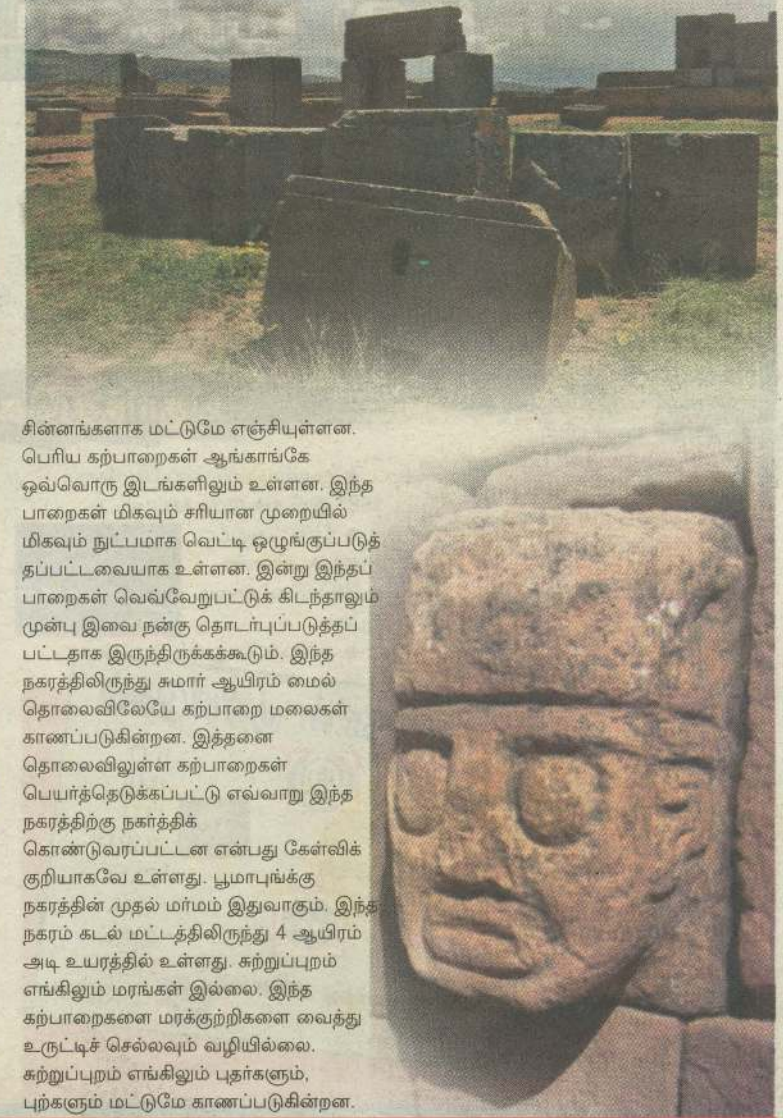 சின்னங்களாக மட்டுமே எஞ்சியுள்ளன.
பெரிய கற்பாறைகள் ஆங்காங்கே
ஒவ்வொரு இடங்களிலும் உள்ளன. இந்த
பாறைகள் மிகவும் சரியான முறையில்
மிகவும் நுட்பமாக வெட்டி ஒழுங்குபடுத்
தப்பட்டவையாக உள்ளன. இன்று இந்தப்
பாறைகள் வெவ்வேறுபட்டுக் கிடந்தாலும்
முன்பு இவை நன்கு தொடர்புப்படுத்தப்
பட்டதாக இருந்திருக்கக்கூடும். இந்த
நகரத்திலிருந்து சுமார் ஆயிரம் மைல்
தொலைவிலேயே கற்பாறை மலைகள்
காணப்படுகின்றன. இத்தனை
தொலைவிலுள்ள கற்பாறைகள்
பெயர்த்தெடுக்கப்பட்டு எவ்வாறு இந்த
நகரத்திற்கு நகர்த்திக்
கொண்டுவரப்பட்டன என்பது கேள்விக்
குறியாகவே உள்ளது. பூமாபுங்க்கு
நகரத்தின் முதல் மர்மம் இதுவாகும். இந்த
நகரம் கடல் மட்டத்திலிருந்து 4 ஆயிரம்
அடி உயரத்தில் உள்ளது. சுற்றுப்புறம்
எங்கிலும் மரங்கள் இல்லை. இந்த
கற்பாறைகளை மரக்குற்றிகளை வைத்து
உருட்டிச் செல்லவும் வழியில்லை.
சுற்றுப்புறம் எங்கிலும் புதர்களும்,
புற்களும் மட்டுமே காணப்படுகின்றன.